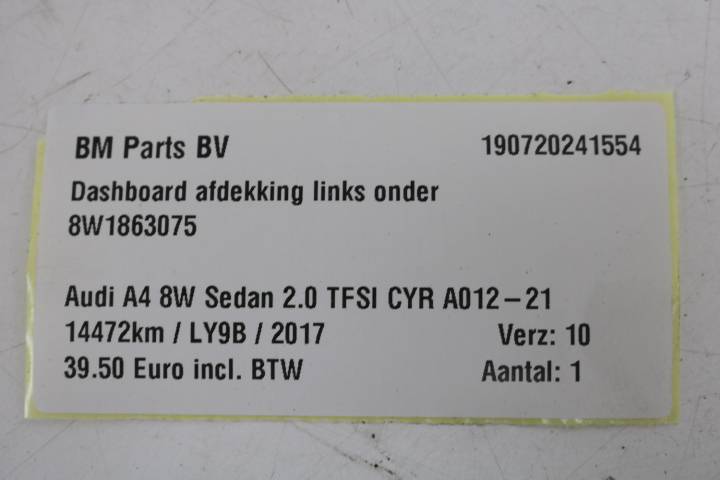 BM Parts BV 190720241554
Dashboard afdekking links onder
8W1863075
Audi A4 8W Sedan 2.0 TFSI CYR A012-21
14472km / LY9B / 2017 Verz: 10
39.50 Euro incl. BTW Aantal: 1